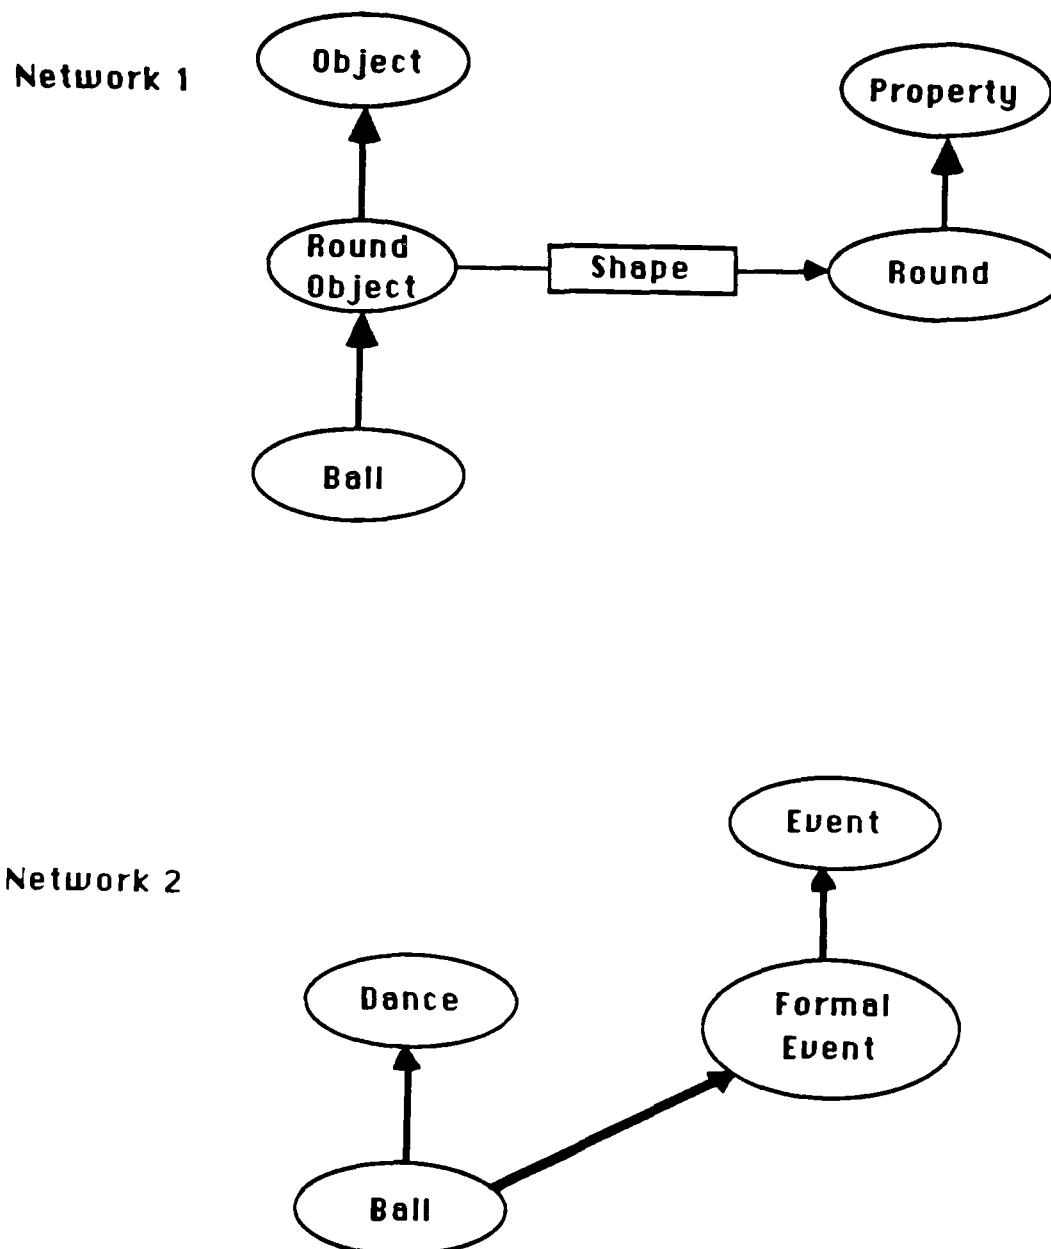 Network 1
Object
Property
Round
Object
Shape
Round
Ball
Network 2
Event
Dance
Formal
Event
Ball